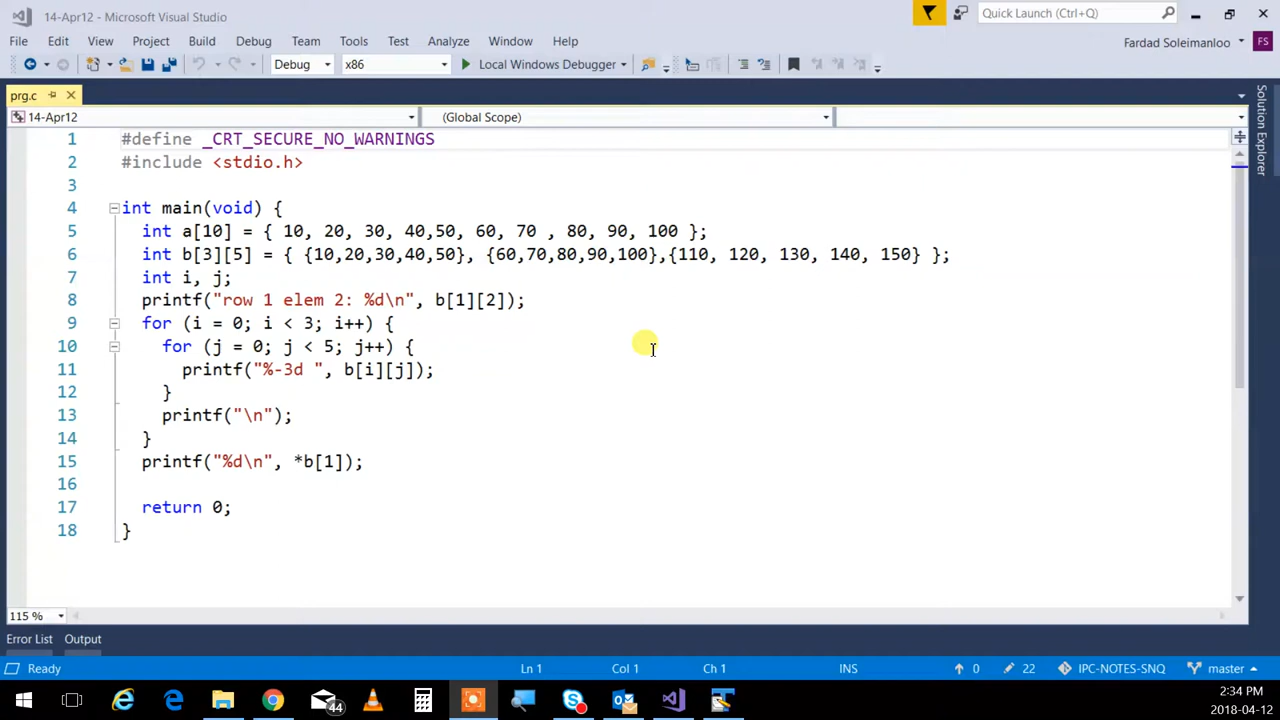 14-Apr12 - Microsoft Visual Studio
Quick Launch (Ctrl+Q)
File Edit View Project Build Debug Team Tools Test Analyze Window Help
Fardad Soleimanloo FS
Debug x86 Local Windows Debugger
prg.c
Solution Explorer
14-Apr12 (Global Scope)
1 #define _CRT_SECURE_NO_WARNINGS
2 #include <stdio.h>
3
4 int main(void) {
5 int a[10] = { 10, 20, 30, 40,50, 60, 70 , 80, 90, 100 };
6 int b[3][5] = { {10,20,30,40,50}, {60,70,80,90,100},{110, 120, 130, 140, 150} };
7 int i, j;
8 printf("row 1 elem 2: %d\n", b[1][2]);
9 for (i = 0; i < 3; i++) {
10 for (j = 0; j < 5; j++) {
11 printf("%-3d ", b[i][j]);
12 }
13 printf("\n");
14 }
15 printf("%d\n", *b[1]);
16
17 return 0;
18 }
115 %
Error List Output
Ready Ln 1 Col 1 Ch 1 INS 0 22 IPC-NOTES-SNQ master
44
2:34 PM
2018-04-12